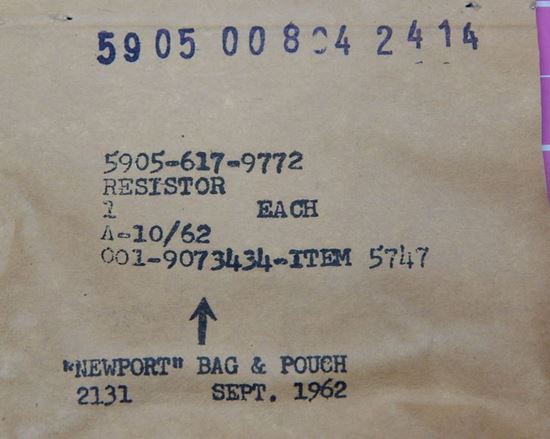 5905 00 804 2414
5905-617-9772
RESISTOR
1 EACH
A-10/62
001-9073434-ITEM 5747
"NEWPORT" BAG & POUCH
2131 SEPT. 1962